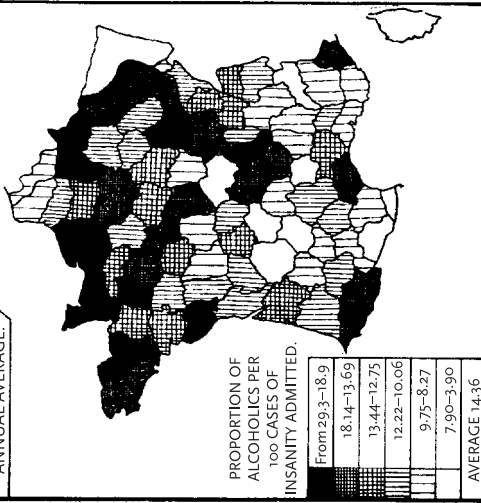 ANNUAL AVERAGE.
PROPORTION OF
ALCOHOLICS PER
100 CASES OF
INSANITY ADMITTED.
From 29.3–18.9
18.14–13.69
13.44–12.75
12.22–10.06
9.75–8.27
7.90–3.90
AVERAGE 14.36